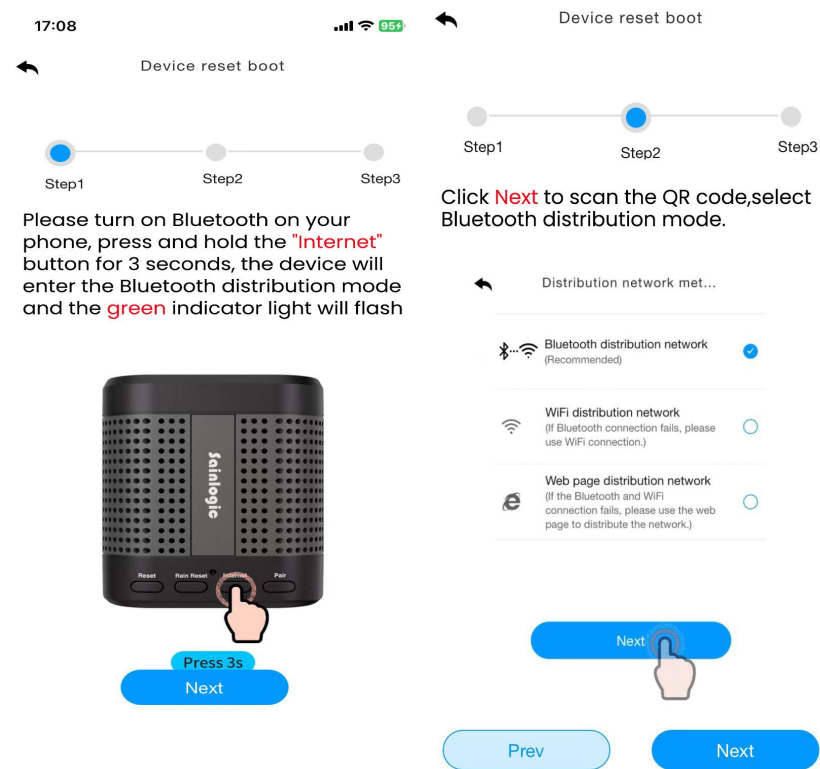 17:08
95
Device reset boot
Step1
Step2
Step3
Please turn on Bluetooth on your
phone, press and hold the "Internet"
button for 3 seconds, the device will
enter the Bluetooth distribution mode
and the green indicator light will flash
Sainlogic
Reset
Rain Reset
Internet
Pair
Press 3s
Next
Device reset boot
Step1
Step2
Step3
Click Next to scan the QR code,select
Bluetooth distribution mode.
Distribution network met...
Bluetooth distribution network
(Recommended)
WiFi distribution network
(If Bluetooth connection fails, please
use WiFi connection.)
Web page distribution network
(If the Bluetooth and WiFi
connection fails, please use the web
page to distribute the network.)
Next
Prev
Next